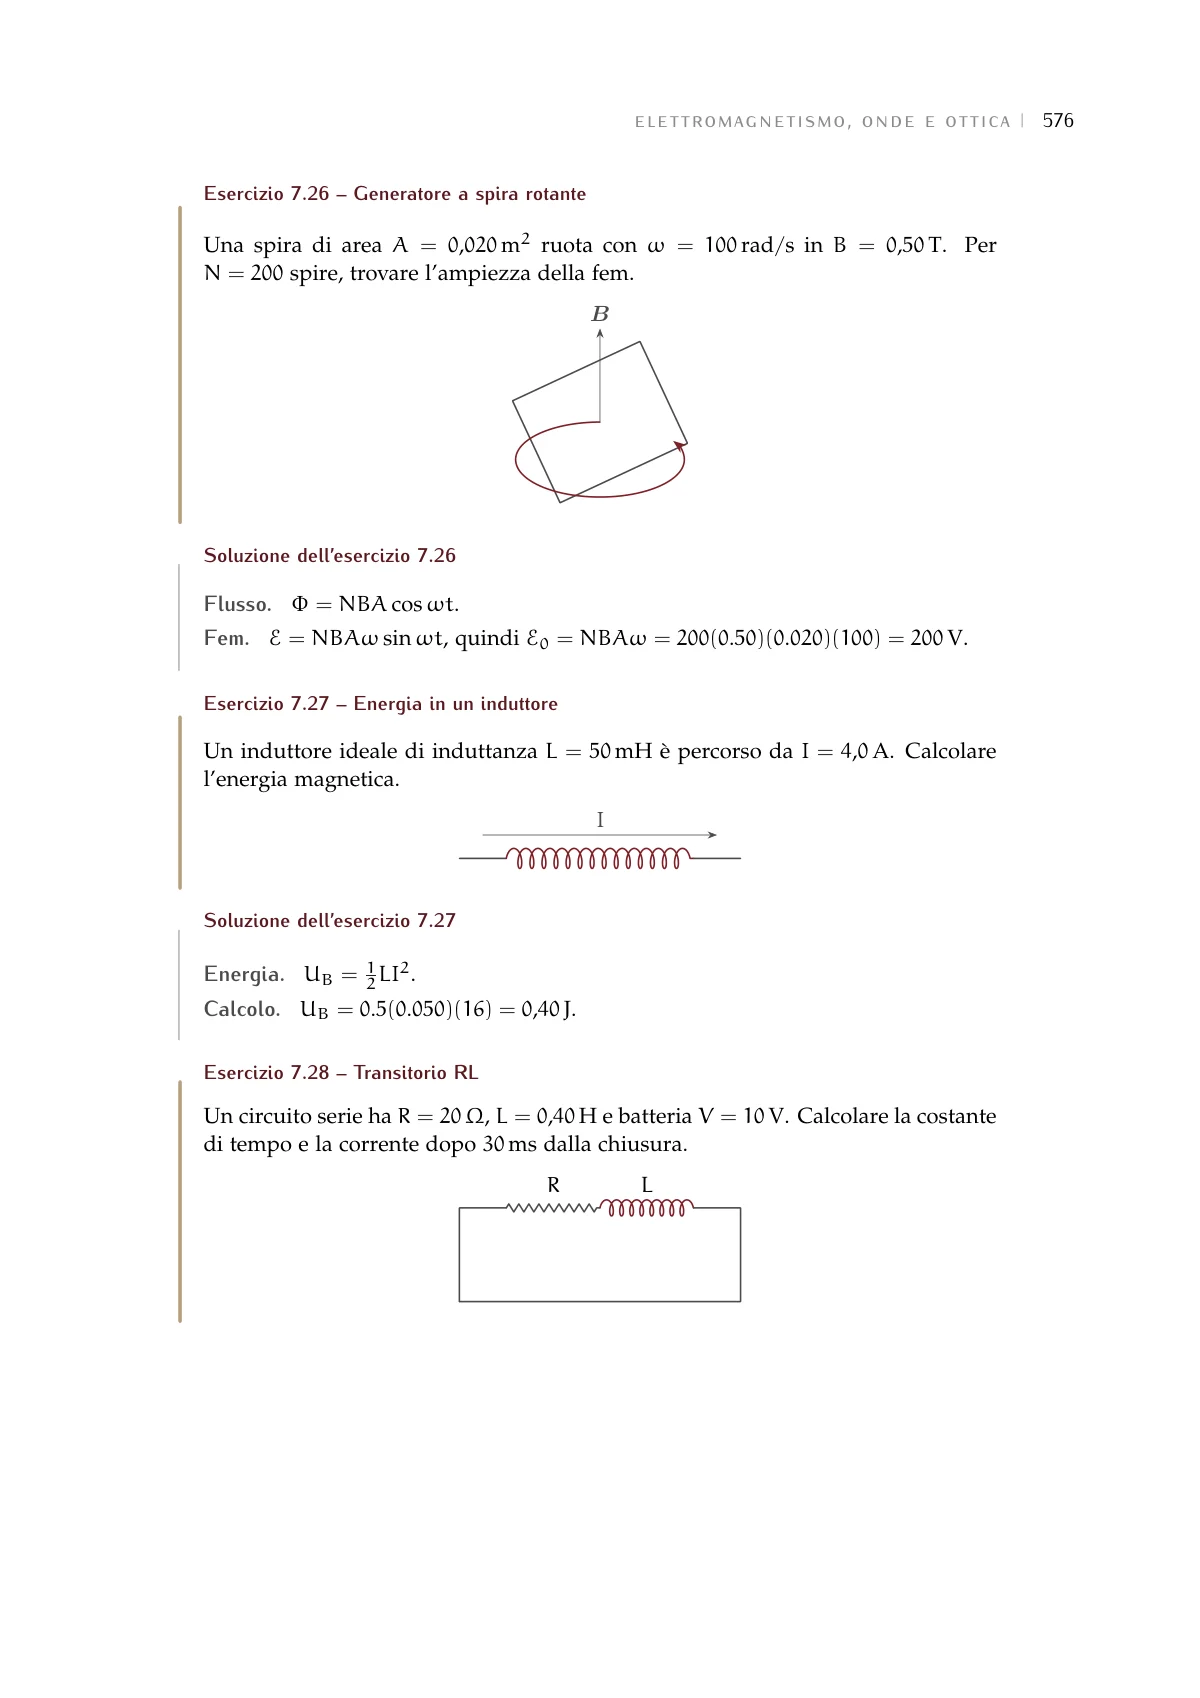 ELETTROMAGNETISMO, ONDE E OTTICA | 576
Esercizio 7.26 – Generatore a spira rotante
Una spira di area A = 0,020 m² ruota con ω = 100 rad/s in B = 0,50 T. Per
N = 200 spire, trovare l’ampiezza della fem.
B
Soluzione dell’esercizio 7.26
Flusso. Φ = NBA cos ωt.
Fem. ℰ = NBAω sin ωt, quindi ℰ₀ = NBAω = 200(0.50)(0.020)(100) = 200 V.
Esercizio 7.27 – Energia in un induttore
Un induttore ideale di induttanza L = 50 mH è percorso da I = 4,0 A. Calcolare
l’energia magnetica.
I
Soluzione dell’esercizio 7.27
Energia. U_B = ½LI².
Calcolo. U_B = 0.5(0.050)(16) = 0,40 J.
Esercizio 7.28 – Transitorio RL
Un circuito serie ha R = 20 Ω, L = 0,40 H e batteria V = 10 V. Calcolare la costante
di tempo e la corrente dopo 30 ms dalla chiusura.
R L